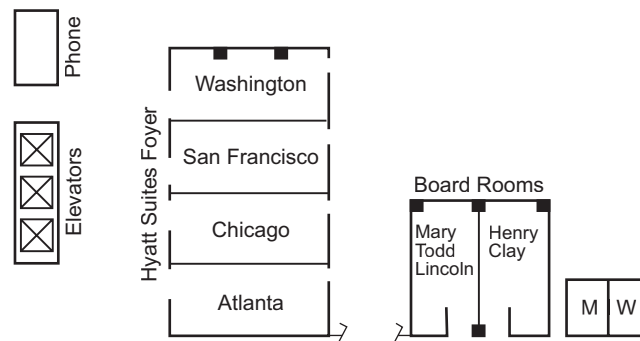 Phone
Elevators
Hyatt Suites Foyer
Washington
San Francisco
Chicago
Atlanta
Board Rooms
Mary
Todd
Lincoln
Henry
Clay
M
W